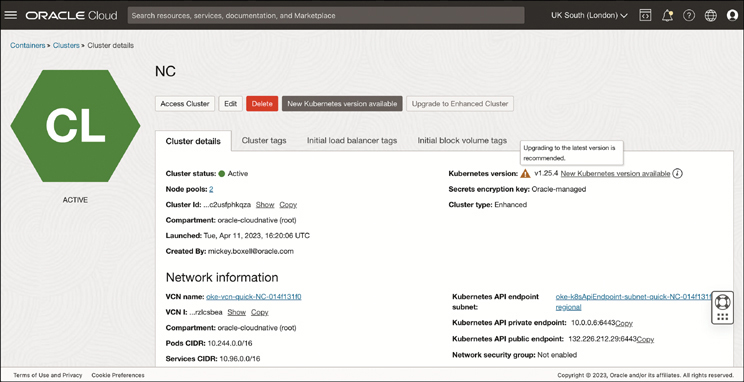 ORACLE Cloud
Search resources, services, documentation, and Marketplace
UK South (London)
Containers > Clusters > Cluster details
CL
ACTIVE
NC
Access Cluster
Edit
Delete
New Kubernetes version available
Upgrade to Enhanced Cluster
Cluster details
Cluster tags
Initial load balancer tags
Initial block volume tags
Upgrading to the latest version is
recommended.
Cluster status: Active
Node pools: 2
Cluster Id: ...c2usfphkqza Show Copy
Compartment: oracle-cloudnative (root)
Launched: Tue, Apr 11, 2023, 16:20:06 UTC
Created By: mickey.boxell@oracle.com
Kubernetes version: v1.25.4 New Kubernetes version available
Secrets encryption key: Oracle-managed
Cluster type: Enhanced
Network information
VCN name: oke-vcn-quick-NC-014f131f0
VCN I: ...rzlcsbea Show Copy
Compartment: oracle-cloudnative (root)
Pods CIDR: 10.244.0.0/16
Services CIDR: 10.96.0.0/16
Kubernetes API endpoint oke-k8sApiEndpoint-subnet-quick-NC-014f131f
subnet: regional
Kubernetes API private endpoint: 10.0.0.6:6443 Copy
Kubernetes API public endpoint: 132.226.212.29:6443 Copy
Network security group: Not enabled
Terms of Use and Privacy
Cookie Preferences
Copyright © 2023, Oracle and/or its affiliates. All rights reserved.